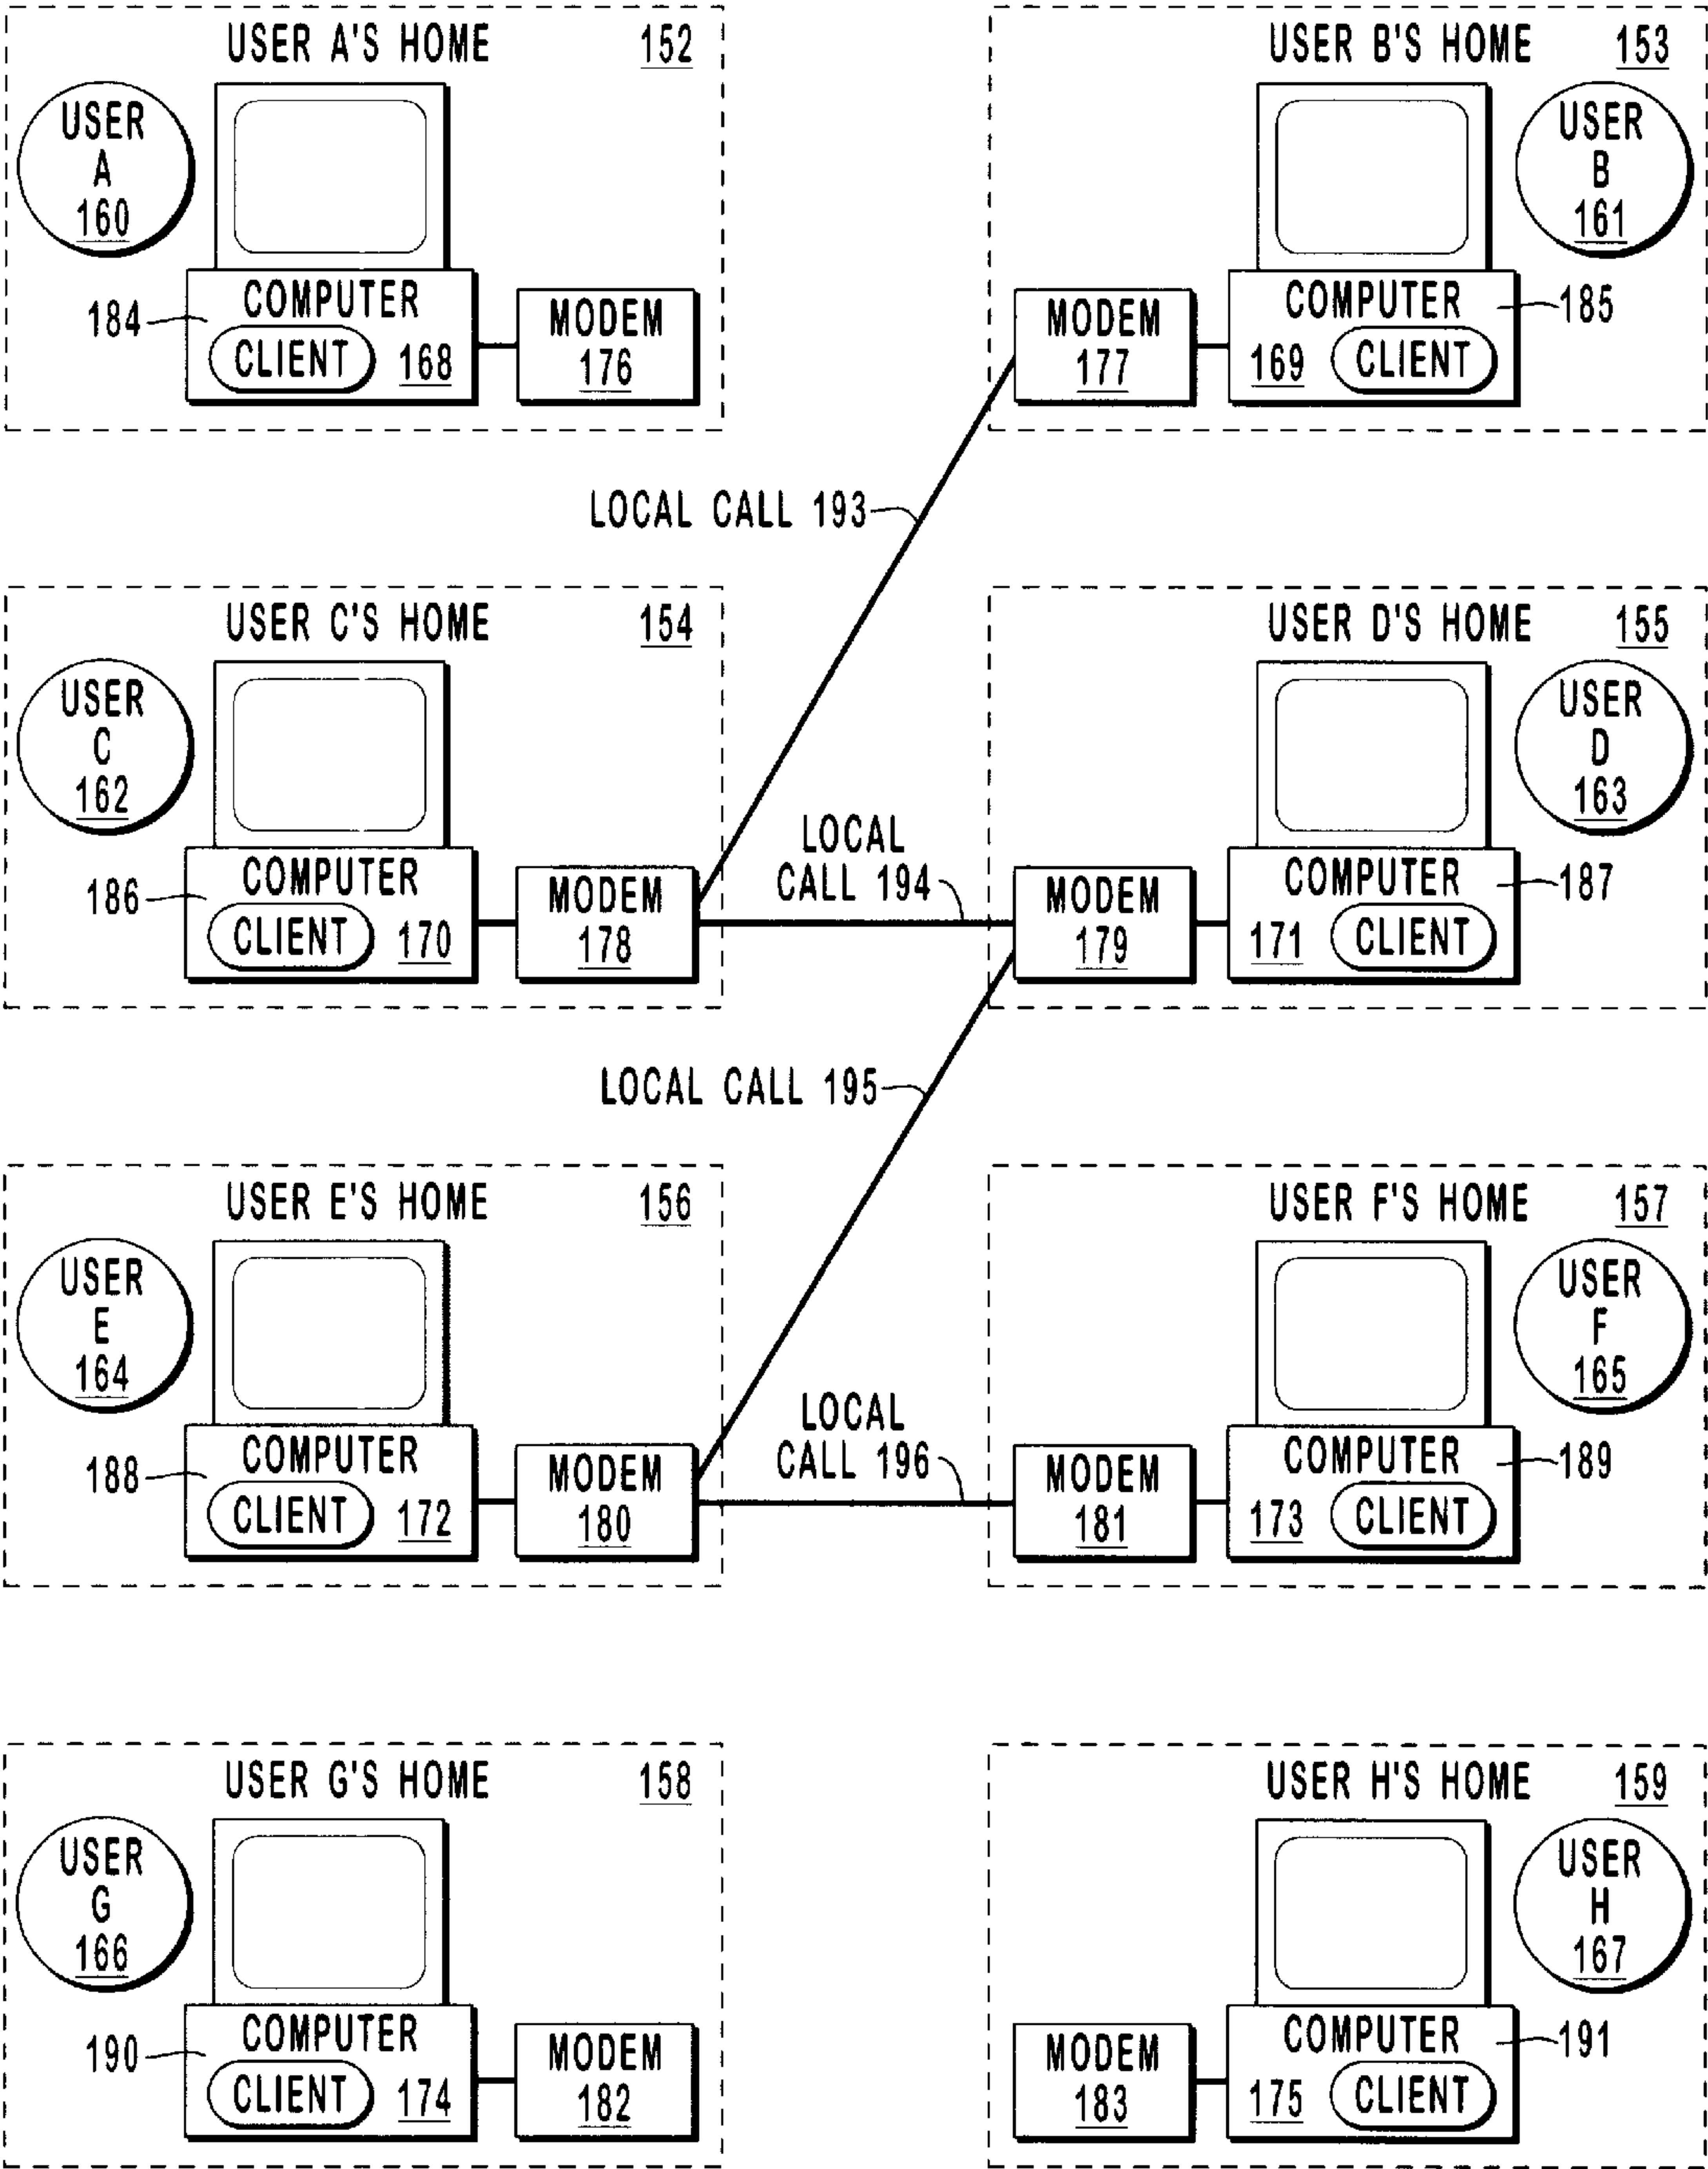 USER A'S HOME 152
USER
A
160
184
COMPUTER
CLIENT 168
MODEM
176
USER B'S HOME 153
USER
B
161
MODEM
177
COMPUTER
169 CLIENT
185
LOCAL CALL 193
USER C'S HOME 154
USER
C
162
186
COMPUTER
CLIENT 170
MODEM
178
LOCAL
CALL 194
USER D'S HOME 155
USER
D
163
MODEM
179
COMPUTER
171 CLIENT
187
LOCAL CALL 195
USER E'S HOME 156
USER
E
164
188
COMPUTER
CLIENT 172
MODEM
180
LOCAL
CALL 196
USER F'S HOME 157
USER
F
165
MODEM
181
COMPUTER
173 CLIENT
189
USER G'S HOME 158
USER
G
166
190
COMPUTER
CLIENT 174
MODEM
182
USER H'S HOME 159
USER
H
167
MODEM
183
COMPUTER
175 CLIENT
191